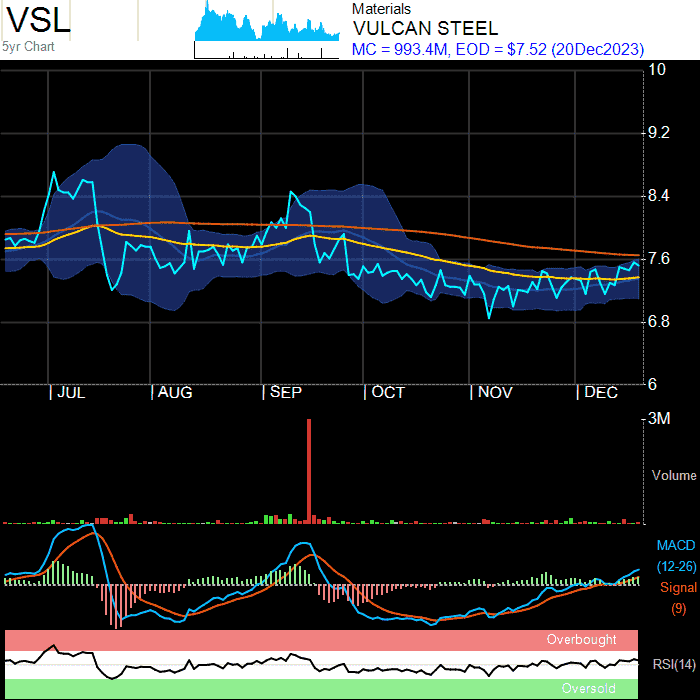 VSL
5yr Chart
Materials
VULCAN STEEL
MC = 993.4M, EOD = $7.52 (20Dec2023)
10
9.2
8.4
7.6
6.8
6
| JUL | AUG | SEP | OCT | NOV | DEC
3M
Volume
MACD
(12-26)
Signal
(9)
Overbought
RSI(14)
Oversold